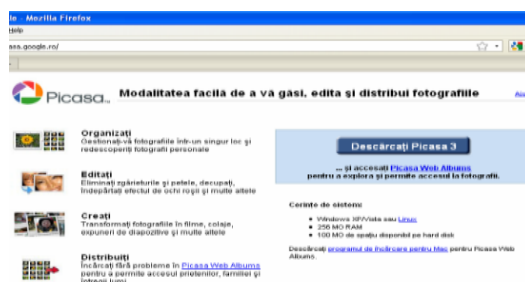 le - Mozilla Firefox
Help
asa.google.ro/
Picasa
Modalitatea facilă de a vă găsi, edita și distribui fotografiile
Organizați
Gestionați-vă fotografiile într-un singur loc și
redescoperiți fotografii personale
Editați
Eliminați zgârieturile și petele, decupați,
îndepărtați efectul de ochi roșii și multe altele
Creați
Transformați fotografiile în filme, colaje,
expuneri de diapozitive și multe altele
Distribuiți
Încărcați fără probleme în Picasa Web Albums
pentru a permite accesul prietenilor, familiei și
întregii lumi
Descărcați Picasa 3
... și accesați Picasa Web Albums
pentru a explora și permite accesul la fotografii.
Cerințe de sistem:
Windows XP/Vista sau Linux
256 MO RAM
100 MO de spațiu disponibil pe hard disk
Descărcați programul de încărcare pentru Mac pentru Picasa Web
Albums.